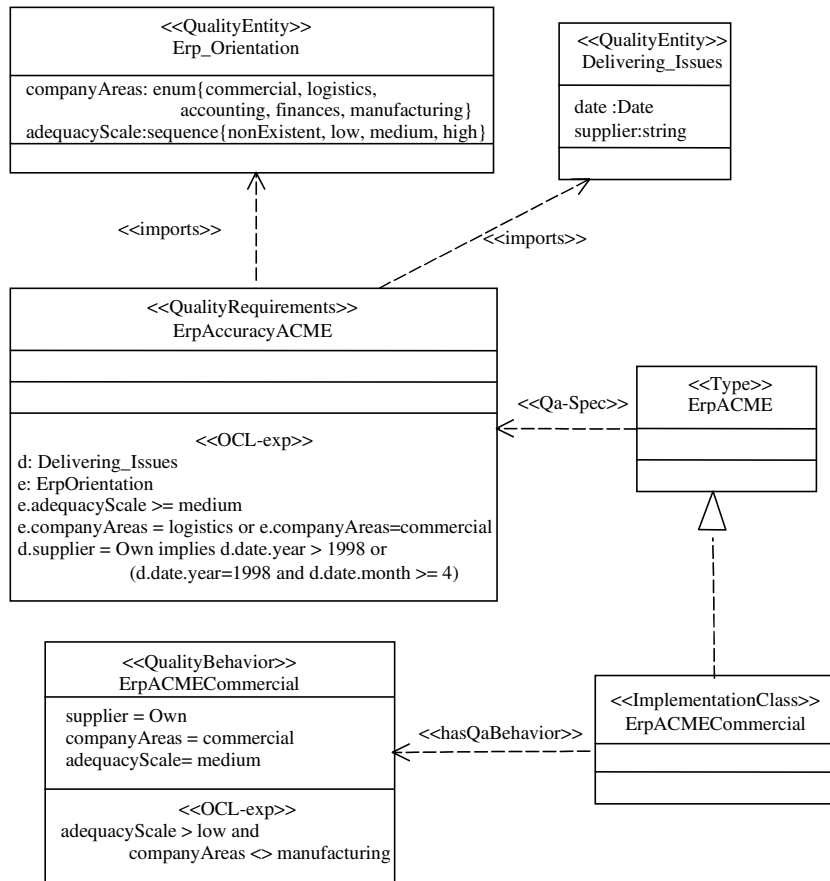 <<QualityEntity>>
Erp_Orientation
companyAreas: enum{commercial, logistics,
accounting, finances, manufacturing}
adequacyScale:sequence{nonExistent, low, medium, high}
<<QualityEntity>>
Delivering_Issues
date :Date
supplier:string
<<imports>>
<<imports>>
<<QualityRequirements>>
ErpAccuracyACME
<<OCL-exp>>
d: Delivering_Issues
e: ErpOrientation
e.adequacyScale >= medium
e.companyAreas = logistics or e.companyAreas=commercial
d.supplier = Own implies d.date.year > 1998 or
(d.date.year=1998 and d.date.month >= 4)
<<Qa-Spec>>
<<Type>>
ErpACME
<<QualityBehavior>>
ErpACMECommercial
supplier = Own
companyAreas = commercial
adequacyScale= medium
<<OCL-exp>>
adequacyScale > low and
companyAreas <> manufacturing
<<hasQaBehavior>>
<<ImplementationClass>>
ErpACMECommercial